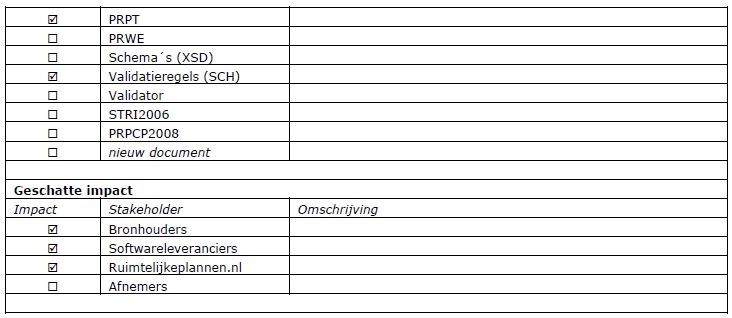 ☑ PRPT
☐ PRWE
☐ Schema´s (XSD)
☑ Validatieregels (SCH)
☐ Validator
☐ STRI2006
☐ PRPCP2008
☐ nieuw document
Geschatte impact
Impact Stakeholder Omschrijving
☑ Bronhouders
☑ Softwareleveranciers
☑ Ruimtelijkeplannen.nl
☐ Afnemers